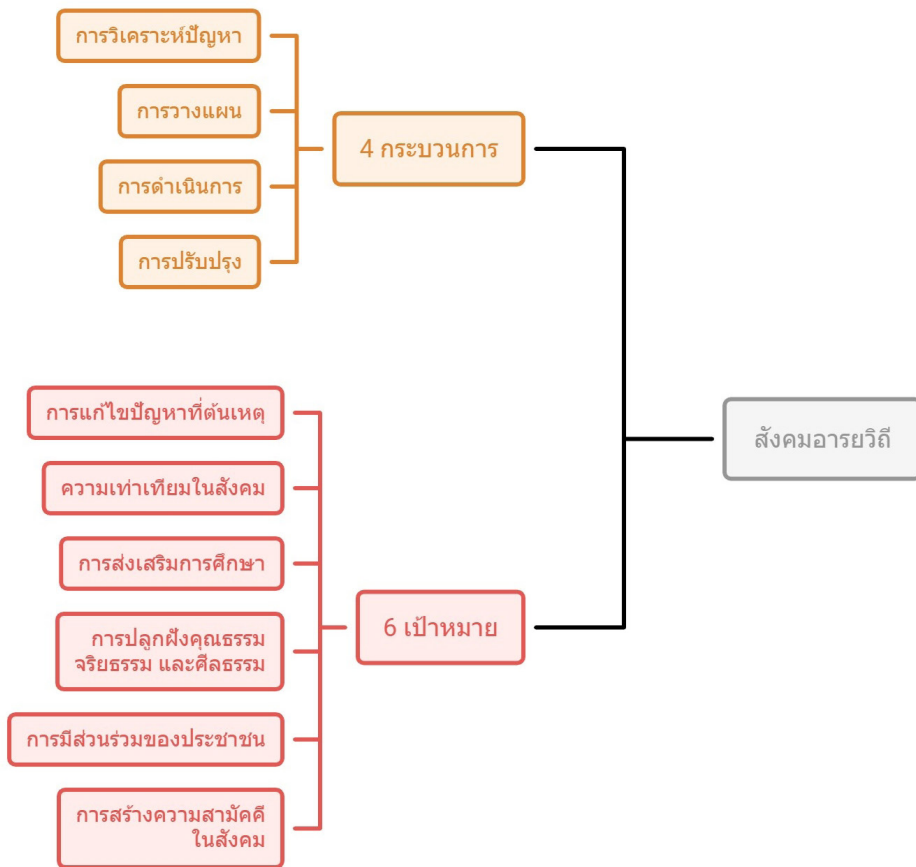 การวิเคราะห์ปัญหา
การวางแผน
4 กระบวนการ
การดำเนินการ
การปรับปรุง
สังคมอารยวิถี
การแก้ไขปัญหาที่ต้นเหตุ
ความเท่าเทียมในสังคม
การส่งเสริมการศึกษา
6 เป้าหมาย
การปลูกฝังคุณธรรม
จริยธรรม และศีลธรรม
การมีส่วนร่วมของประชาชน
การสร้างความสามัคคี
ในสังคม